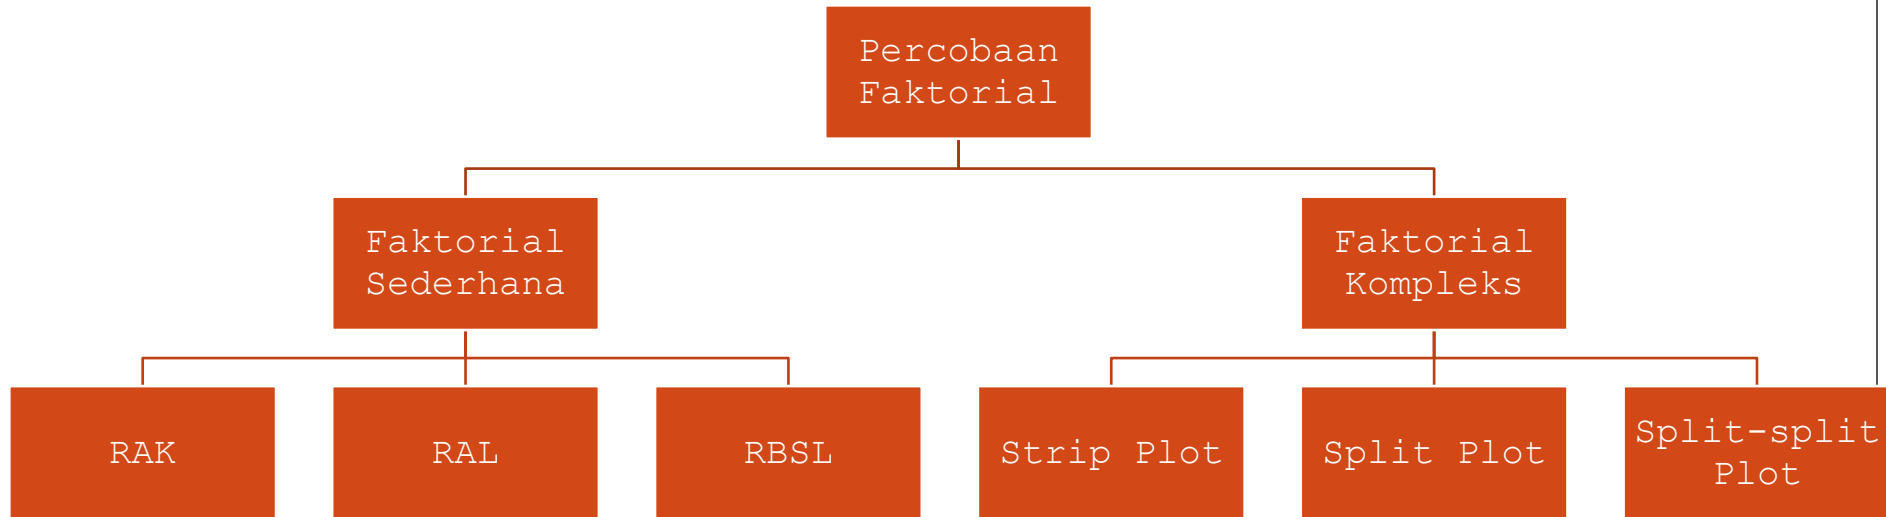 Percobaan
Faktorial
Faktorial
Sederhana
Faktorial
Kompleks
RAK
RAL
RBSL
Strip Plot
Split Plot
Split-split
Plot